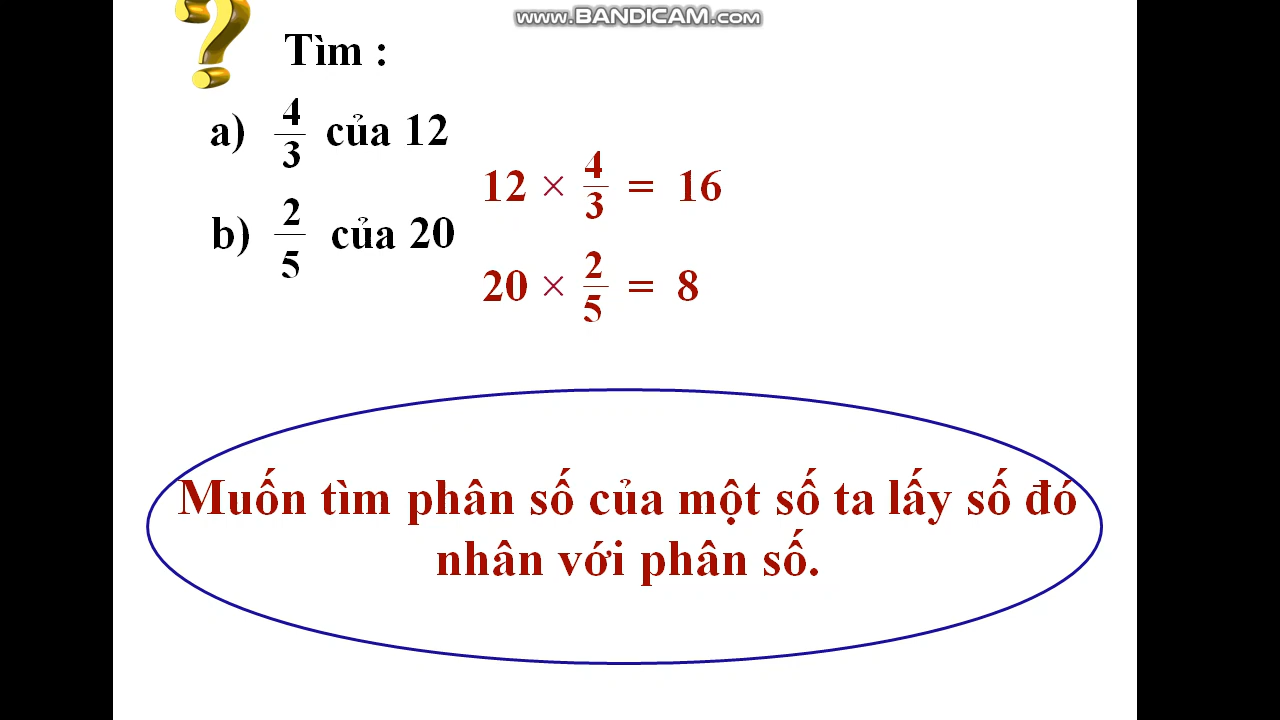 www.BANDICAM.com
Tìm :
a) 4/3 của 12
12 × 4/3 = 16
b) 2/5 của 20
20 × 2/5 = 8
Muốn tìm phân số của một số ta lấy số đó
nhân với phân số.